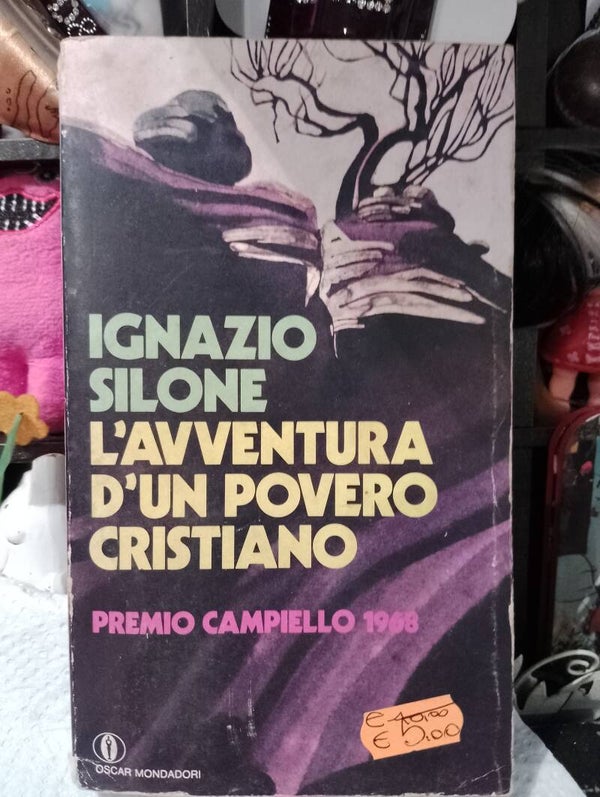 IGNAZIO
SILONE
L'AVVENTURA
D'UN POVERO
CRISTIANO
PREMIO CAMPIELLO 1968
OSCAR MONDADORI
€ 10.00
€ 5.00